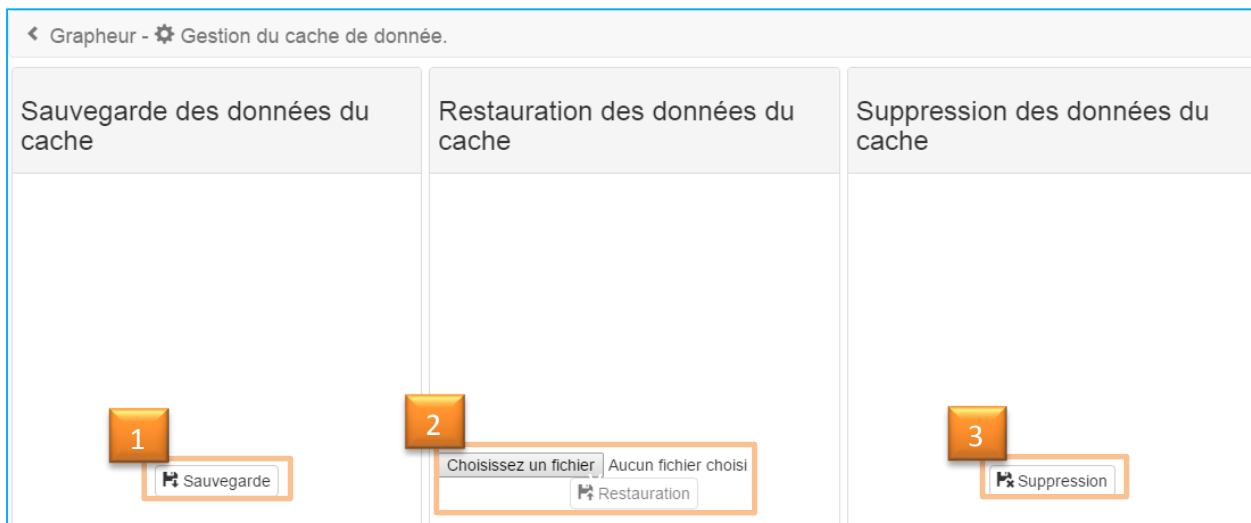 Grapheur - Gestion du cache de donnée.
Sauvegarde des données du
cache
Restauration des données du
cache
Suppression des données du
cache
1
Sauvegarde
2
Choisissez un fichier Aucun fichier choisi
Restauration
3
Suppression